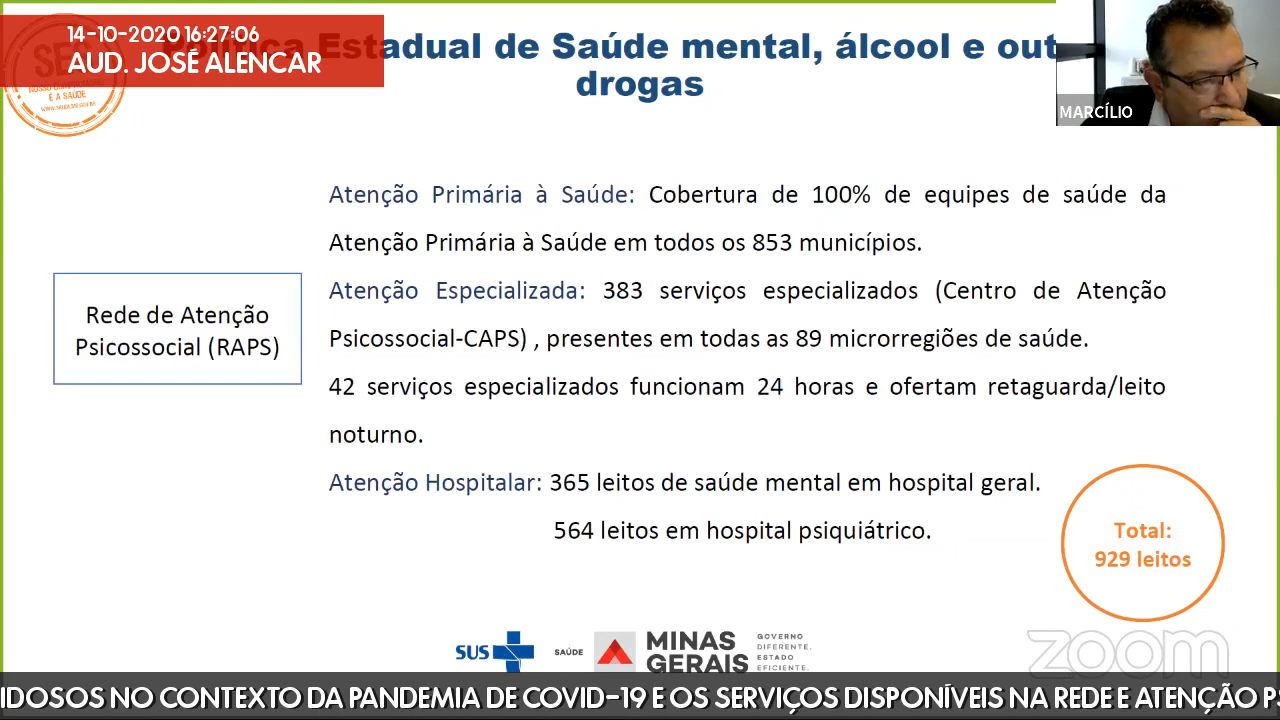 14-10-2020 16:27:06
AUD. JOSÉ ALENCAR
Estadual de Saúde mental, álcool e out
drogas
MARCÍLIO
Atenção Primária à Saúde: Cobertura de 100% de equipes de saúde da
Atenção Primária à Saúde em todos os 853 municípios.
Rede de Atenção
Psicossocial (RAPS)
Atenção Especializada: 383 serviços especializados (Centro de Atenção
Psicossocial-CAPS) , presentes em todas as 89 microrregiões de saúde.
42 serviços especializados funcionam 24 horas e ofertam retaguarda/leito
noturno.
Atenção Hospitalar: 365 leitos de saúde mental em hospital geral.
564 leitos em hospital psiquiátrico.
Total:
929 leitos
SUS
SAÚDE
MINAS
GERAIS
GOVERNO
DIFERENTE.
ESTADO
EFICIENTE.
zoom
IDOSOS NO CONTEXTO DA PANDEMIA DE COVID-19 E OS SERVIÇOS DISPONÍVEIS NA REDE E ATENÇÃO PS